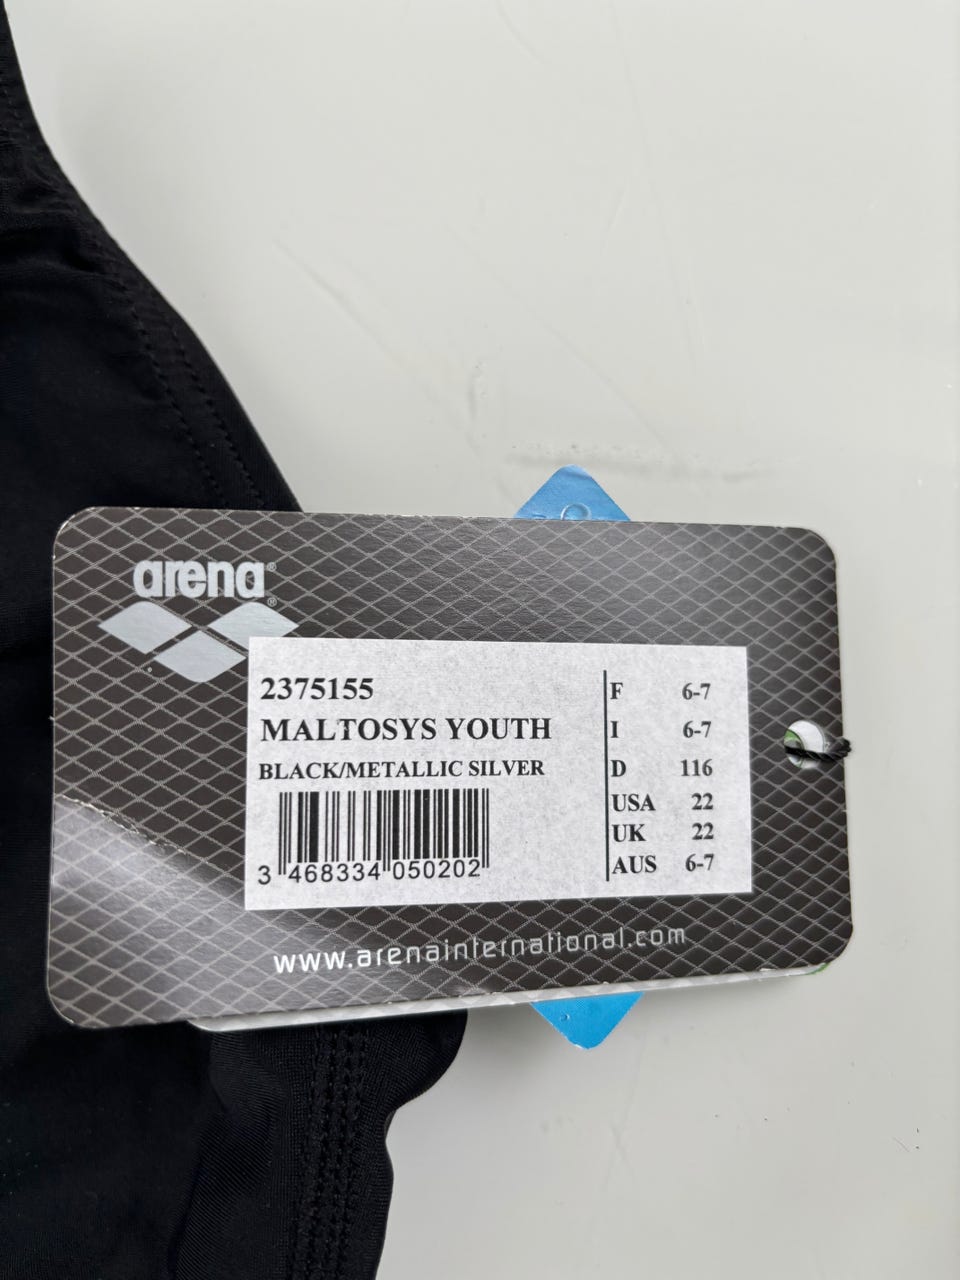 arena®
®
2375155
MALTOSYS YOUTH
BLACK/METALLIC SILVER
3 468334 050202
F 6-7
I 6-7
D 116
USA 22
UK 22
AUS 6-7
www.arenainternational.com